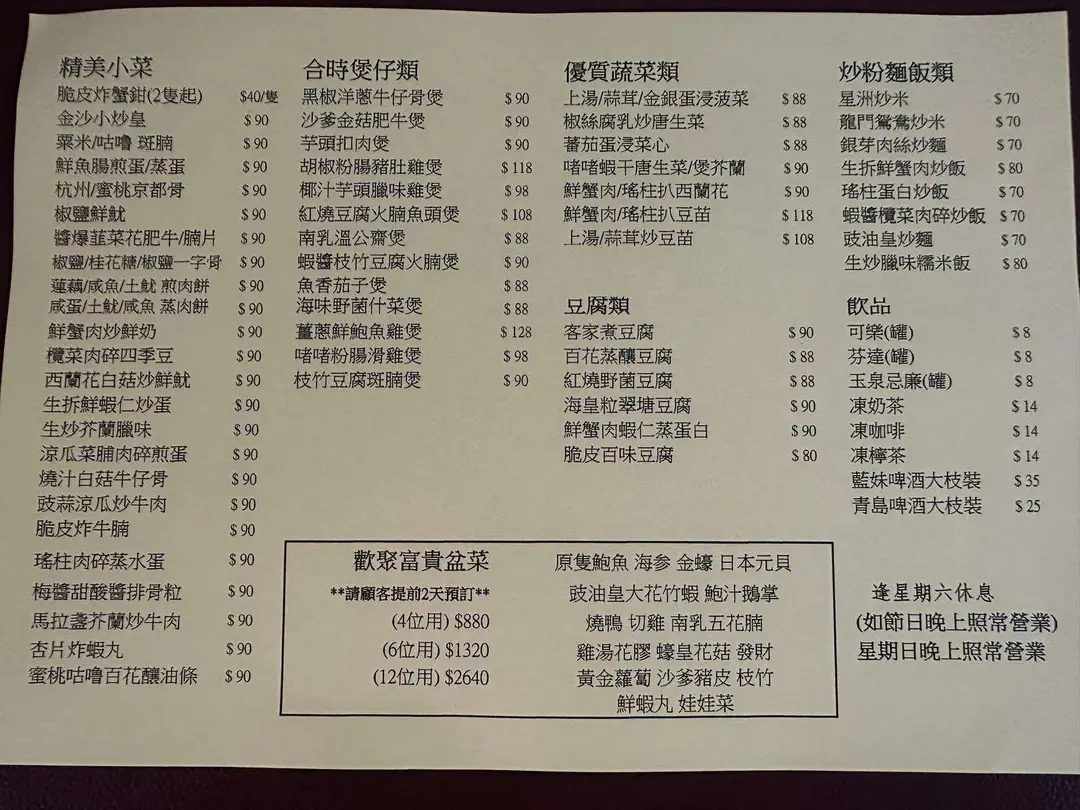 精美小菜
脆皮炸蟹鉗(2隻起) $40/隻
金沙小炒皇 $90
粟米/咕嚕 斑腩 $90
鮮魚腸煎蛋/蒸蛋 $90
杭州/蜜桃京都骨 $90
椒鹽鮮魷 $90
醬爆韮菜花肥牛/腩片 $90
椒鹽/桂花糖/椒鹽一字骨 $90
蓮藕/咸魚/土魷 煎肉餅 $90
咸蛋/土魷/咸魚 蒸肉餅 $90
鮮蟹肉炒鮮奶 $90
欖菜肉碎四季豆 $90
西蘭花白菇炒鮮魷 $90
生拆鮮蝦仁炒蛋 $90
生炒芥蘭臘味 $90
涼瓜菜脯肉碎煎蛋 $90
燒汁白菇牛仔骨 $90
豉蒜涼瓜炒牛肉 $90
脆皮炸牛腩 $90
瑤柱肉碎蒸水蛋 $90
梅醬甜酸醬排骨粒 $90
馬拉盞芥蘭炒牛肉 $90
杏片炸蝦丸 $90
蜜桃咕嚕百花釀油條 $90
合時煲仔類
黑椒洋蔥牛仔骨煲 $90
沙爹金菇肥牛煲 $90
芋頭扣肉煲 $90
胡椒粉腸豬肚雞煲 $118
椰汁芋頭臘味雞煲 $98
紅燒豆腐火腩魚頭煲 $108
南乳溫公齋煲 $88
蝦醬枝竹豆腐火腩煲 $90
魚香茄子煲 $88
海味野菌什菜煲 $88
薑蔥鮮鮑魚雞煲 $128
啫啫粉腸滑雞煲 $98
枝竹豆腐斑腩煲 $90
優質蔬菜類
上湯/蒜茸/金銀蛋浸菠菜 $88
椒絲腐乳炒唐生菜 $88
蕃茄蛋浸菜心 $88
啫啫蝦干唐生菜/煲芥蘭 $90
鮮蟹肉/瑤柱扒西蘭花 $90
鮮蟹肉/瑤柱扒豆苗 $118
上湯/蒜茸炒豆苗 $108
豆腐類
客家煮豆腐 $90
百花蒸釀豆腐 $88
紅燒野菌豆腐 $88
海皇粒翠塘豆腐 $90
鮮蟹肉蝦仁蒸蛋白 $90
脆皮百味豆腐 $80
炒粉麵飯類
星洲炒米 $70
龍門鴛鴦炒米 $70
銀芽肉絲炒麵 $70
生拆鮮蟹肉炒飯 $80
瑤柱蛋白炒飯 $70
蝦醬欖菜肉碎炒飯 $70
豉油皇炒麵 $70
生炒臘味糯米飯 $80
飲品
可樂(罐) $8
芬達(罐) $8
玉泉忌廉(罐) $8
凍奶茶 $14
凍咖啡 $14
凍檸茶 $14
藍妹啤酒大枝裝 $35
青島啤酒大枝裝 $25
歡聚富貴盆菜
**請顧客提前2天預訂**
(4位用) $880
(6位用) $1320
(12位用) $2640
原隻鮑魚 海參 金蠔 日本元貝
豉油皇大花竹蝦 鮑汁鵝掌
燒鴨 切雞 南乳五花腩
雞湯花膠 蠔皇花菇 發財
黃金蘿蔔 沙爹豬皮 枝竹
鮮蝦丸 娃娃菜
逢星期六休息
(如節日晚上照常營業)
星期日晚上照常營業